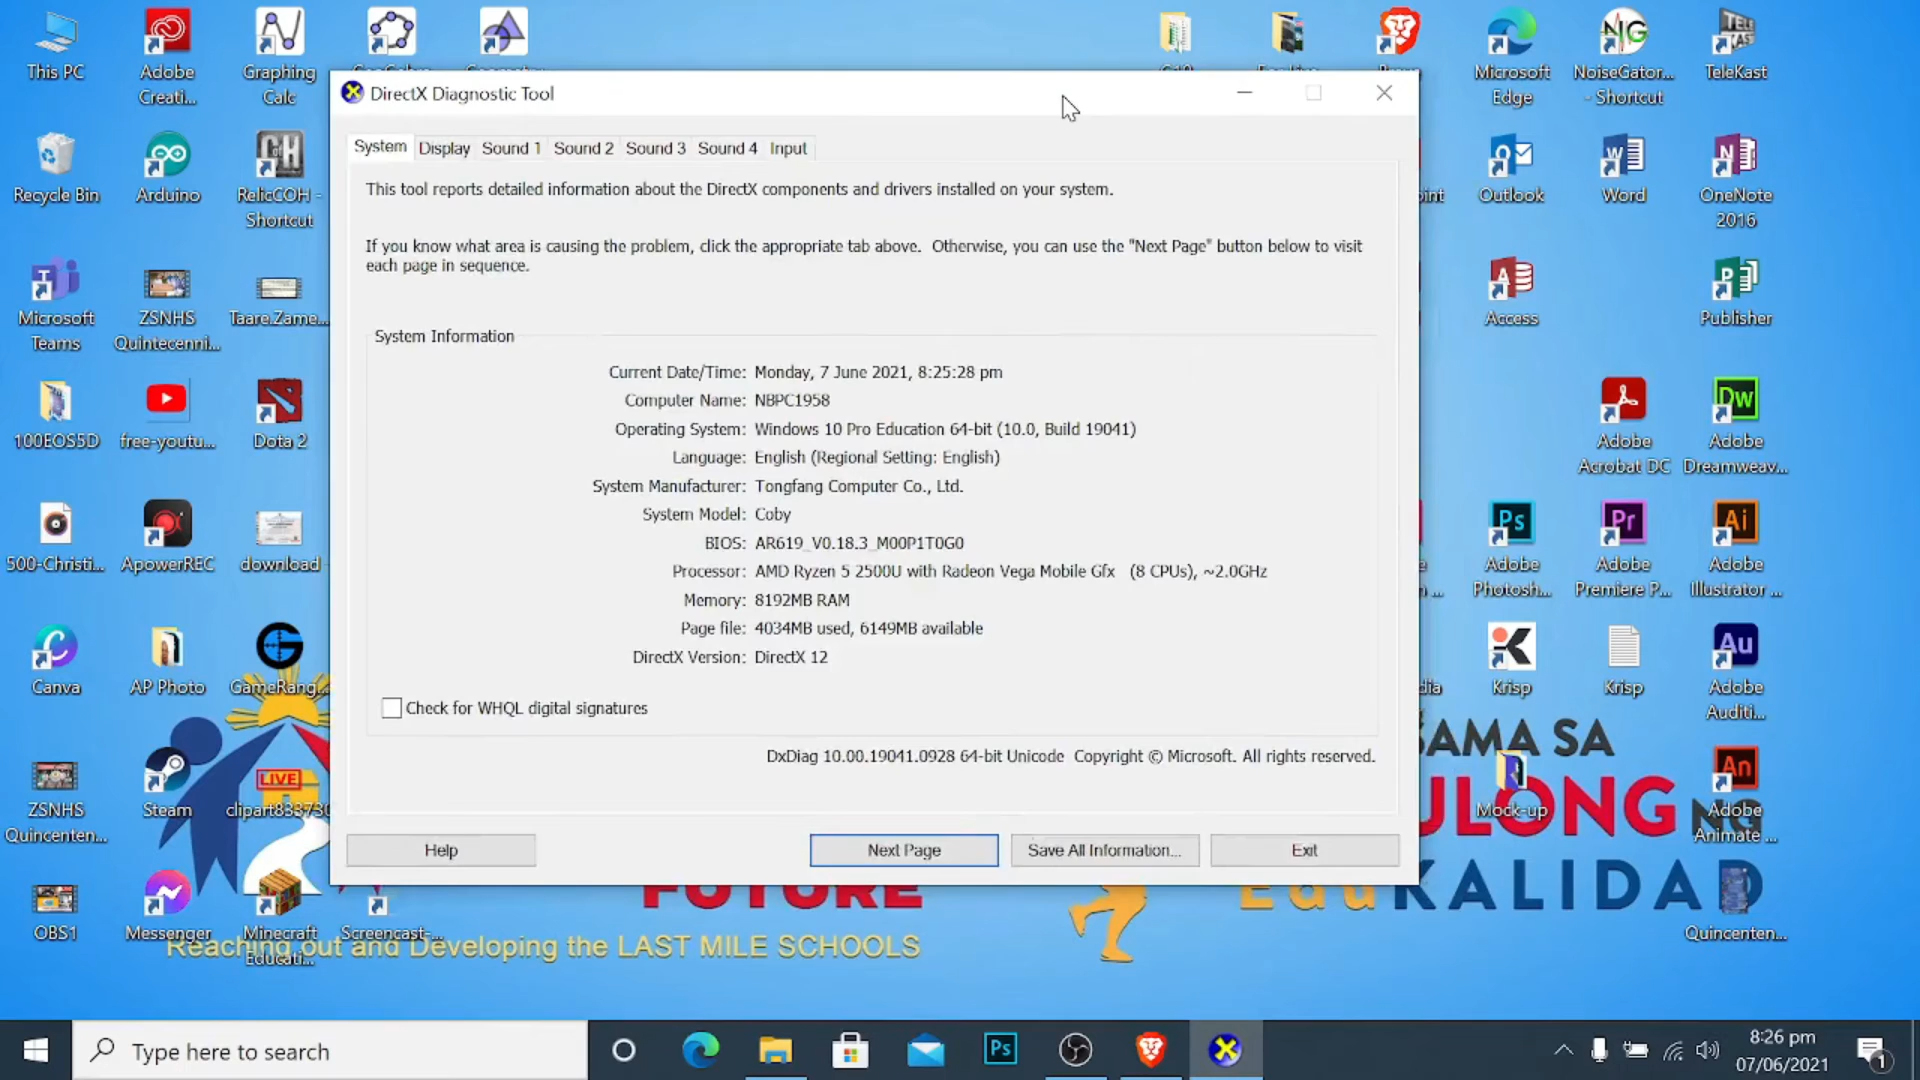 This PC
Adobe
Creati...
Graphing
Calc
Microsoft
Edge
NoiseGator...
- Shortcut
TeleKast
DirectX Diagnostic Tool
System
Display
Sound 1
Sound 2
Sound 3
Sound 4
Input
This tool reports detailed information about the DirectX components and drivers installed on your system.
If you know what area is causing the problem, click the appropriate tab above. Otherwise, you can use the "Next Page" button below to visit
each page in sequence.
System Information
Current Date/Time: Monday, 7 June 2021, 8:25:28 pm
Computer Name: NBPC1958
Operating System: Windows 10 Pro Education 64-bit (10.0, Build 19041)
Language: English (Regional Setting: English)
System Manufacturer: Tongfang Computer Co., Ltd.
System Model: Coby
BIOS: AR619_V0.18.3_M00P1T0G0
Processor: AMD Ryzen 5 2500U with Radeon Vega Mobile Gfx (8 CPUs), ~2.0GHz
Memory: 8192MB RAM
Page file: 4034MB used, 6149MB available
DirectX Version: DirectX 12
Check for WHQL digital signatures
DxDiag 10.00.19041.0928 64-bit Unicode Copyright © Microsoft. All rights reserved.
Help
Next Page
Save All Information...
Exit
Recycle Bin
Arduino
RelicCOH -
Shortcut
Outlook
Word
OneNote
2016
Microsoft
Teams
ZSNHS
Quintecenni...
Taare.Zame...
Access
Publisher
100EOS5D
free-youtu...
Dota 2
Adobe
Acrobat DC
Adobe
Dreamweav...
500-Christi...
ApowerREC
download
Adobe
Photosh...
Adobe
Premiere P...
Adobe
Illustrator ...
Canva
AP Photo
GameRang...
Krisp
Krisp
Adobe
Auditi...
ZSNHS
Quincenten...
Steam
LIVE
clipart833730
Mock-up
Adobe
Animate ...
OBS1
Messenger
Minecraft
Educati...
Screencast-...
Quincenten...
SAMA SA
ULONG NG
EduKALIDAD
FUTURE
Reaching out and Developing the LAST MILE SCHOOLS
Type here to search
8:26 pm
07/06/2021
1